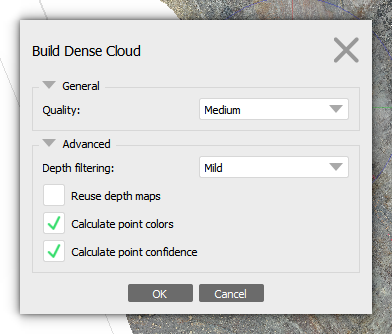 Build Dense Cloud
General
Quality: Medium
Advanced
Depth filtering: Mild
Reuse depth maps
Calculate point colors
Calculate point confidence
OK Cancel